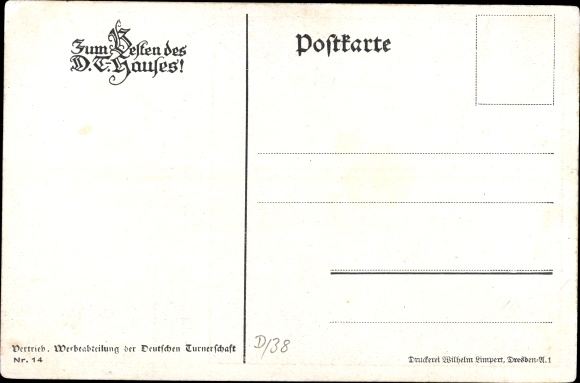 Zum Besten des
D.T.-Hauses!
Postkarte
Vertrieb. Werbeabteilung der Deutschen Turnerschaft
Nr. 14
D/138
Druckerei Wilhelm Limpert, Dresden-A. 1